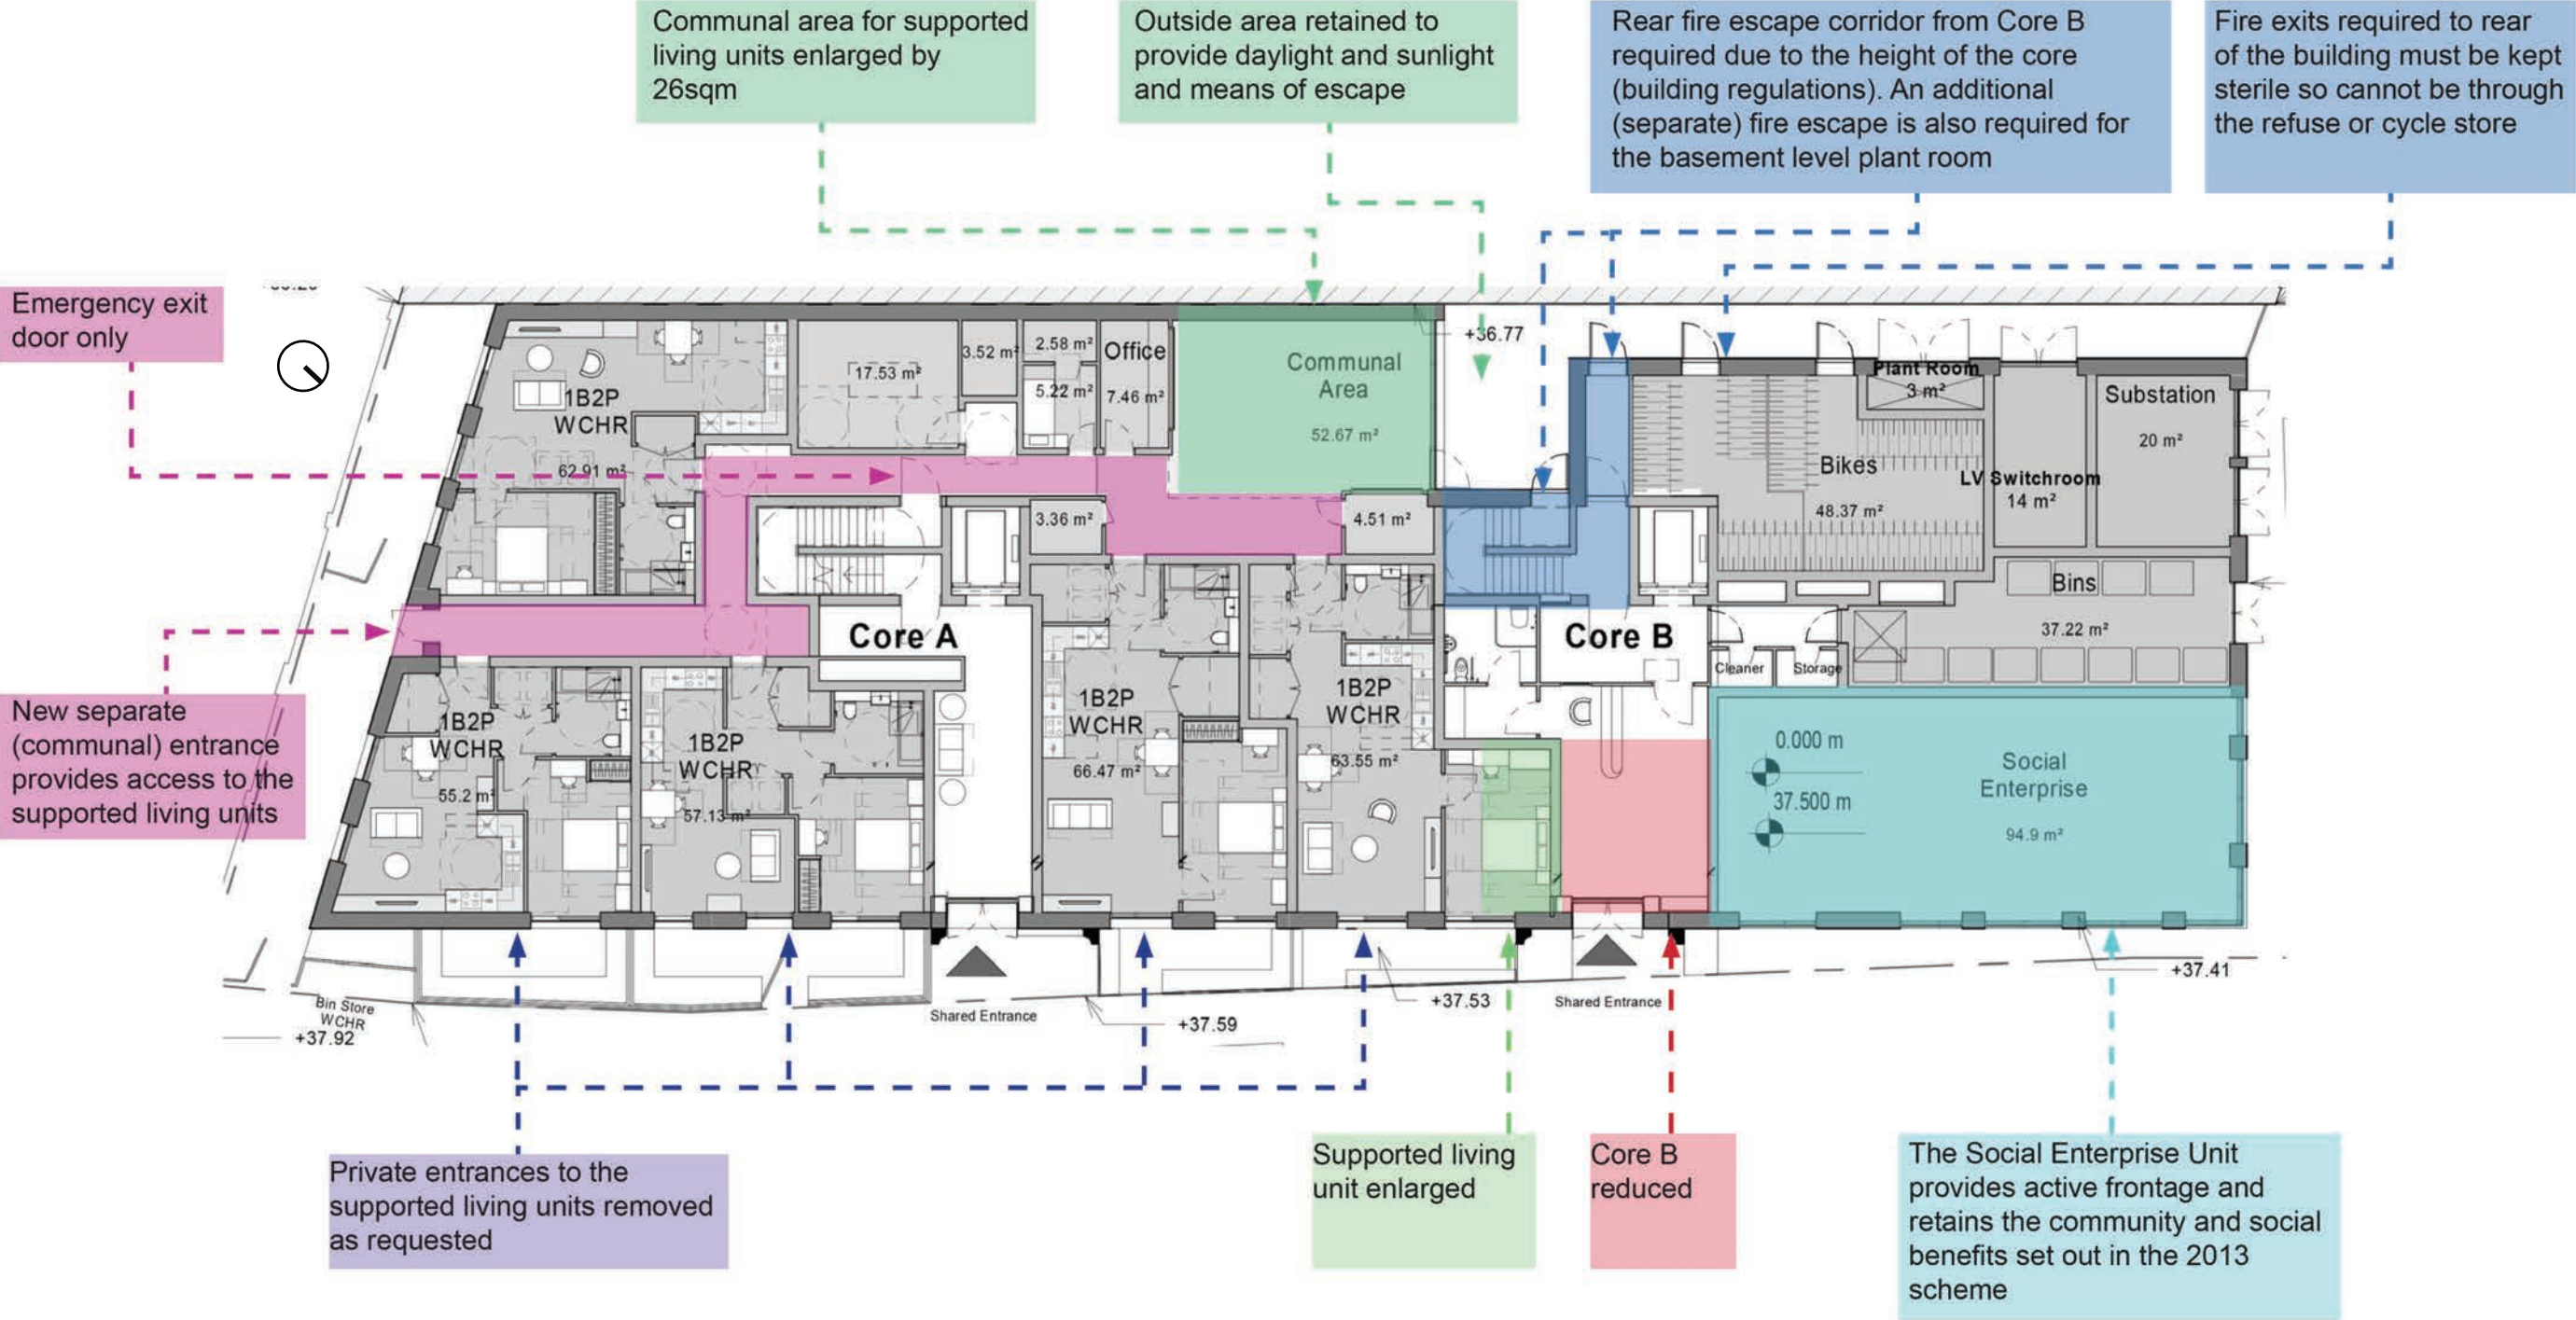 Communal area for supported
living units enlarged by
26sqm
Outside area retained to
provide daylight and sunlight
and means of escape
Rear fire escape corridor from Core B
required due to the height of the core
(building regulations). An additional
(separate) fire escape is also required for
the basement level plant room
Fire exits required to rear
of the building must be kept
sterile so cannot be through
the refuse or cycle store
Emergency exit
door only
New separate
(communal) entrance
provides access to the
supported living units
1B2P
WCHR
62.91 m²
17.53 m²
3.52 m²
2.58 m²
5.22 m²
Office
7.46 m²
Communal
Area
52.67 m²
+36.77
Plant Room
3 m²
Bikes
48.37 m²
LV Switchroom
14 m²
Substation
20 m²
3.36 m²
4.51 m²
Core A
Core B
Bins
37.22 m²
Cleaner
Storage
1B2P
WCHR
55.2 m²
1B2P
WCHR
57.13 m²
1B2P
WCHR
66.47 m²
1B2P
WCHR
63.55 m²
0.000 m
37.500 m
Social
Enterprise
94.9 m²
Bin Store
WCHR
+37.92
Shared Entrance
+37.59
+37.53
Shared Entrance
+37.41
Private entrances to the
supported living units removed
as requested
Supported living
unit enlarged
Core B
reduced
The Social Enterprise Unit
provides active frontage and
retains the community and social
benefits set out in the 2013
scheme